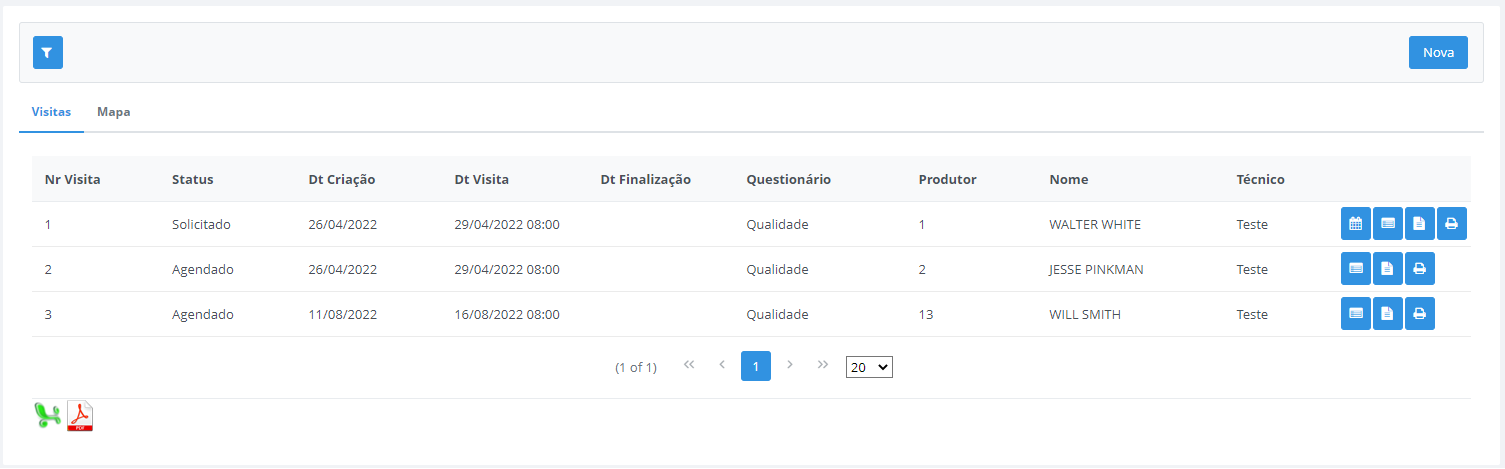 Nova
Visitas Mapa
Nr Visita Status Dt Criação Dt Visita Dt Finalização Questionário Produtor Nome Técnico
1 Solicitado 26/04/2022 29/04/2022 08:00 Qualidade 1 WALTER WHITE Teste
2 Agendado 26/04/2022 29/04/2022 08:00 Qualidade 2 JESSE PINKMAN Teste
3 Agendado 11/08/2022 16/08/2022 08:00 Qualidade 13 WILL SMITH Teste
(1 of 1) 1 20
PDF